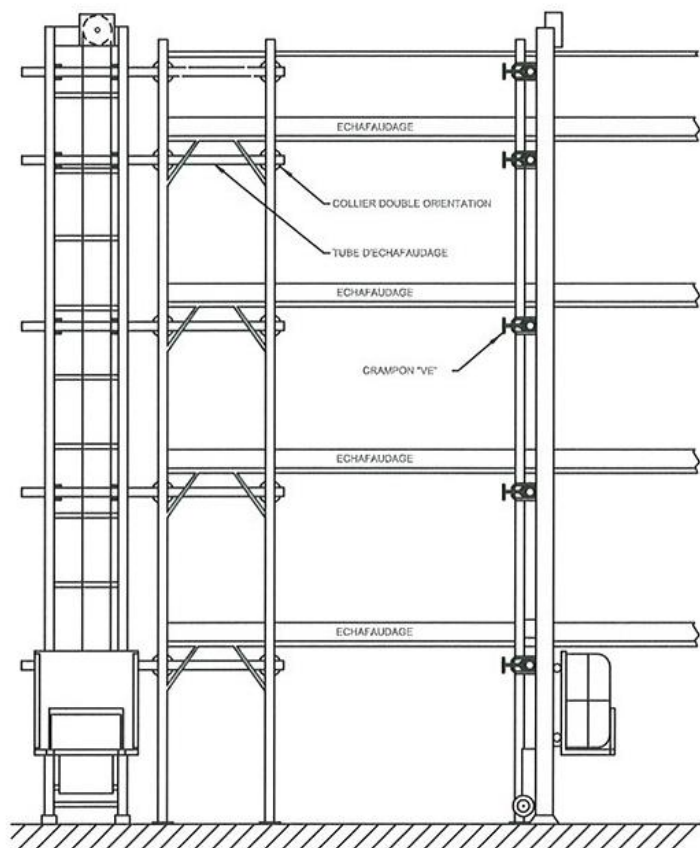 ECHAFAUDAGE
COLLIER DOUBLE ORIENTATION
TUBE D'ECHAFAUDAGE
ECHAFAUDAGE
CRAMPON "VE"
ECHAFAUDAGE
ECHAFAUDAGE